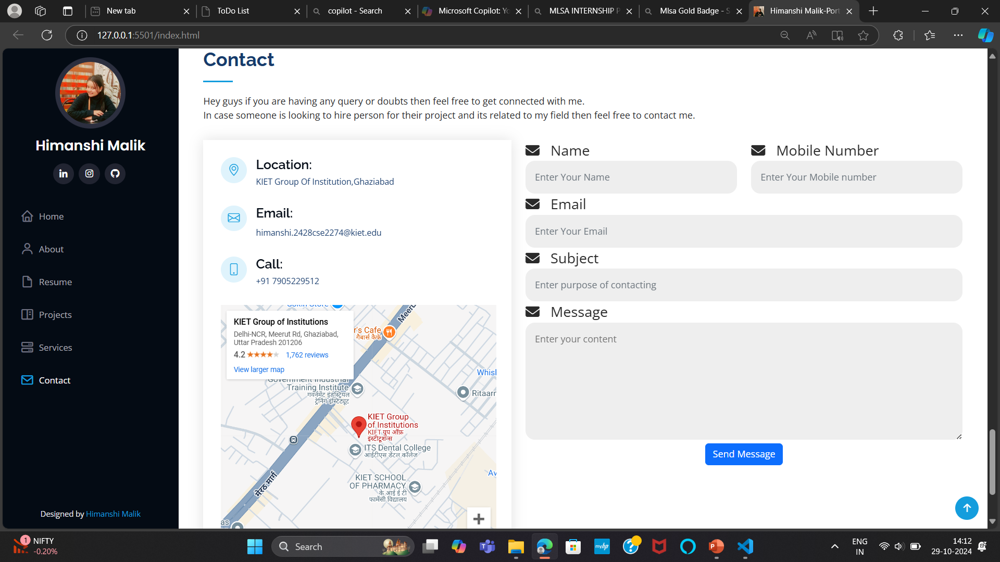 New tab
ToDo List
copilot - Search
Microsoft Copilot: Yo
MLSA INTERNSHIP P
Mlsa Gold Badge - S
Himanshi Malik-Port
127.0.0.1:5501/index.html
Himanshi Malik
in
Home
About
Resume
Projects
Services
Contact
Designed by Himanshi Malik
Contact
Hey guys if you are having any query or doubts then feel free to get connected with me.
In case someone is looking to hire person for their project and its related to my field then feel free to contact me.
Location:
KIET Group Of Institution,Ghaziabad
Email:
himanshi.2428cse2274@kiet.edu
Call:
+91 7905229512
KIET Group of Institutions
Delhi-NCR, Meerut Rd, Ghaziabad,
Uttar Pradesh 201206
4.2 1,762 reviews
View larger map
Meeru
r's Cafe
गैबार्स कैफ़े
Whisl
Government Industrial
Training Institute
गवर्नमेंट इंडस्ट्रियल
ट्रेनिंग इंस्टिट्यूट
Ritaarn
KIET Group
of Institutions
KIET ग्रुप ऑफ़
इंस्टीटूशन्स
ITS Dental College
आईटीएस डेंटल कॉलेज
Av
KIET SCHOOL
OF PHARMACY
के आई ई टी
फार्मेसी विद्यालय
मेरठ मार्ग
as
Name
Enter Your Name
Mobile Number
Enter Your Mobile number
Email
Enter Your Email
Subject
Enter purpose of contacting
Message
Enter your content
Send Message
1
NIFTY
-0.20%
Search
myhp
ENG
IN
14:12
29-10-2024